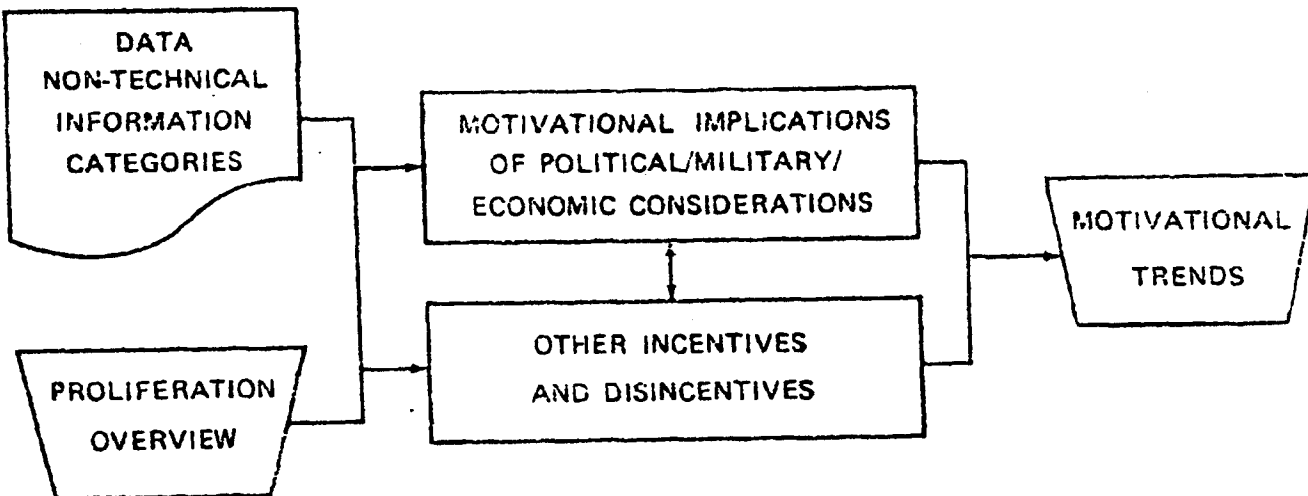 DATA
NON-TECHNICAL
INFORMATION
CATEGORIES
MOTIVATIONAL IMPLICATIONS
OF POLITICAL/MILITARY/
ECONOMIC CONSIDERATIONS
MOTIVATIONAL
TRENDS
OTHER INCENTIVES
AND DISINCENTIVES
PROLIFERATION
OVERVIEW